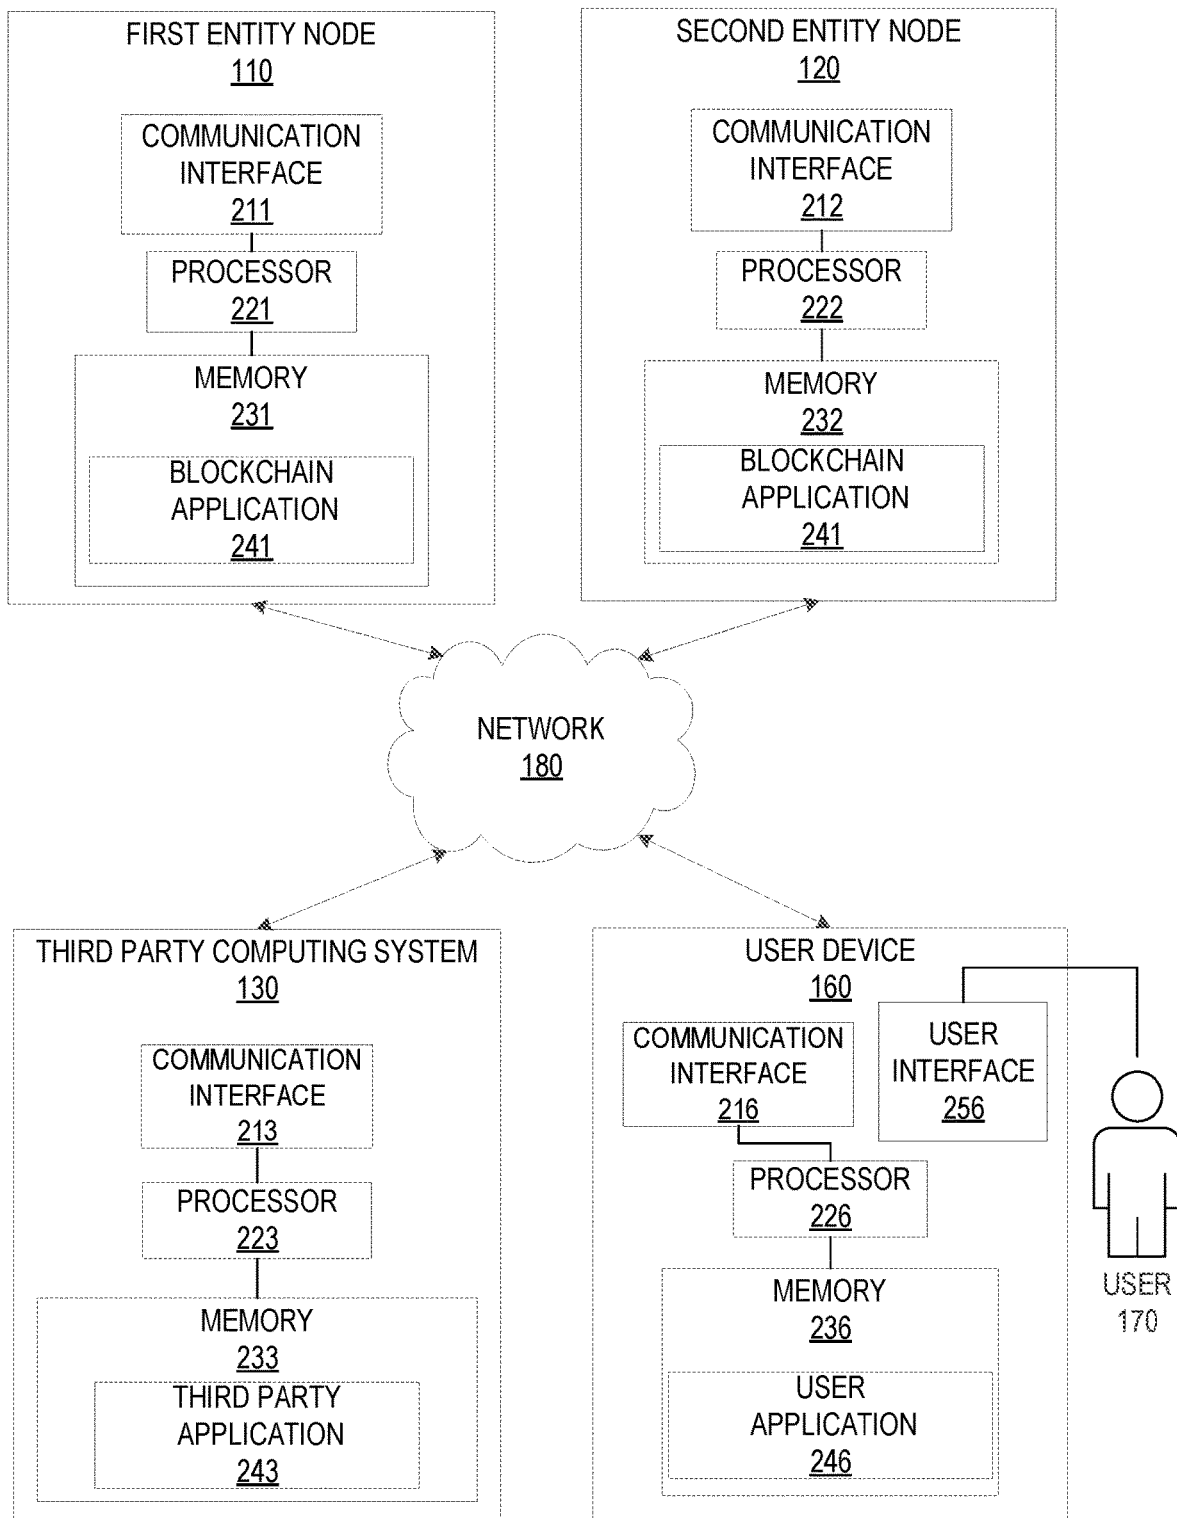 FIRST ENTITY NODE
110
COMMUNICATION
INTERFACE
211
PROCESSOR
221
MEMORY
231
BLOCKCHAIN
APPLICATION
241
SECOND ENTITY NODE
120
COMMUNICATION
INTERFACE
212
PROCESSOR
222
MEMORY
232
BLOCKCHAIN
APPLICATION
241
NETWORK
180
THIRD PARTY COMPUTING SYSTEM
130
COMMUNICATION
INTERFACE
213
PROCESSOR
223
MEMORY
233
THIRD PARTY
APPLICATION
243
USER DEVICE
160
COMMUNICATION
INTERFACE
216
USER
INTERFACE
256
PROCESSOR
226
MEMORY
236
USER
APPLICATION
246
USER
170